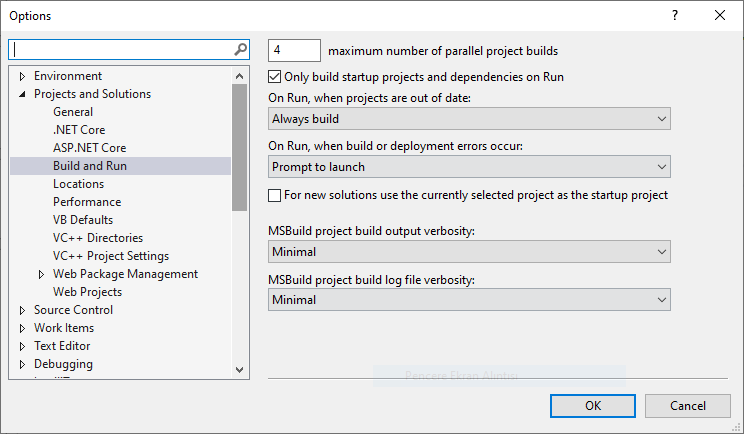 Options
Environment
Projects and Solutions
General
.NET Core
ASP.NET Core
Build and Run
Locations
Performance
VB Defaults
VC++ Directories
VC++ Project Settings
Web Package Management
Web Projects
Source Control
Work Items
Text Editor
Debugging
4 maximum number of parallel project builds
Only build startup projects and dependencies on Run
On Run, when projects are out of date:
Always build
On Run, when build or deployment errors occur:
Prompt to launch
For new solutions use the currently selected project as the startup project
MSBuild project build output verbosity:
Minimal
MSBuild project build log file verbosity:
Minimal
Pencere Ekran Alıntısı
OK
Cancel